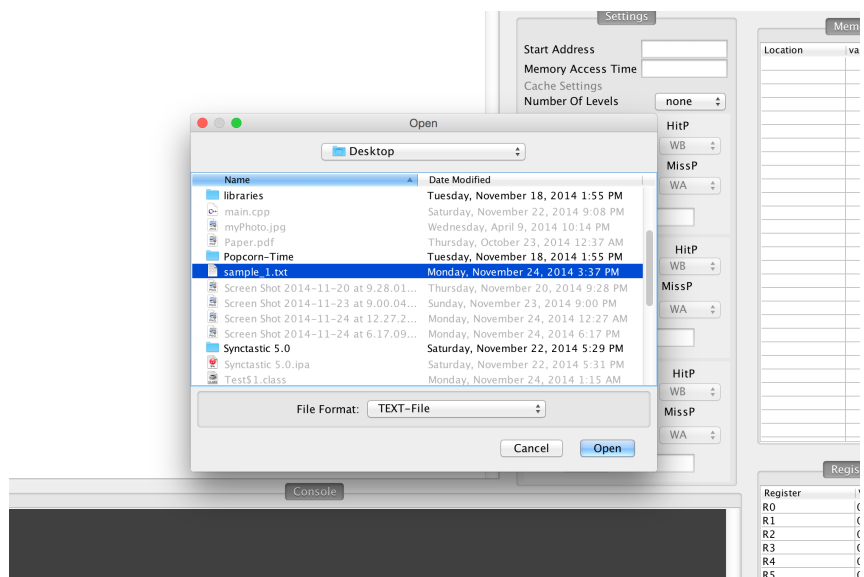 Settings
Mem
Start Address
Location va
Memory Access Time
Cache Settings
Number Of Levels none
Open
HitP
Desktop
WB
MissP
Name Date Modified
WA
libraries Tuesday, November 18, 2014 1:55 PM
main.cpp Saturday, November 22, 2014 9:08 PM
myPhoto.jpg Wednesday, April 9, 2014 10:14 PM
Paper.pdf Thursday, October 23, 2014 12:37 AM
Popcorn-Time Tuesday, November 18, 2014 1:55 PM
HitP
sample_1.txt Monday, November 24, 2014 3:37 PM
WB
Screen Shot 2014-11-20 at 9.28.01... Thursday, November 20, 2014 9:28 PM
MissP
Screen Shot 2014-11-23 at 9.00.04... Sunday, November 23, 2014 9:00 PM
Screen Shot 2014-11-24 at 12.27.2... Monday, November 24, 2014 12:27 AM
WA
Screen Shot 2014-11-24 at 6.17.09... Monday, November 24, 2014 6:17 PM
Synctastic 5.0 Saturday, November 22, 2014 5:29 PM
Synctastic 5.0.ipa Saturday, November 22, 2014 5:31 PM
HitP
Test$1.class Monday, November 24, 2014 1:15 AM
WB
File Format: TEXT-File
MissP
WA
Cancel Open
Regis
Console
Register
R0
R1
R2
R3
R4
R5